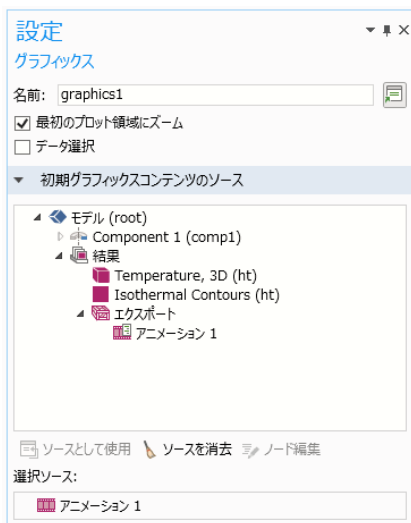 設定
グラフィックス
名前: graphics1
最初のプロット領域にズーム
データ選択
初期グラフィックスコンテンツのソース
モデル (root)
Component 1 (comp1)
結果
Temperature, 3D (ht)
Isothermal Contours (ht)
エクスポート
アニメーション 1
ソースとして使用 ソースを消去 ノード編集
選択ソース:
アニメーション 1